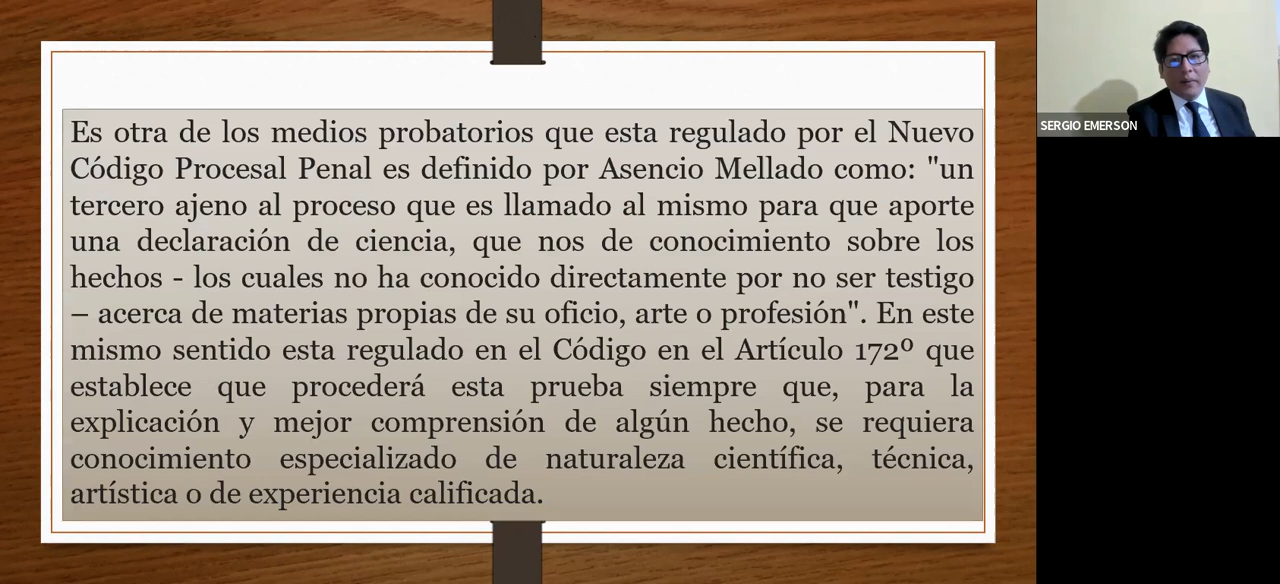 Es otra de los medios probatorios que esta regulado por el Nuevo
Código Procesal Penal es definido por Asencio Mellado como: "un
tercero ajeno al proceso que es llamado al mismo para que aporte
una declaración de ciencia, que nos de conocimiento sobre los
hechos - los cuales no ha conocido directamente por no ser testigo
– acerca de materias propias de su oficio, arte o profesión". En este
mismo sentido esta regulado en el Código en el Artículo 172º que
establece que procederá esta prueba siempre que, para la
explicación y mejor comprensión de algún hecho, se requiera
conocimiento especializado de naturaleza científica, técnica,
artística o de experiencia calificada.
SERGIO EMERSON